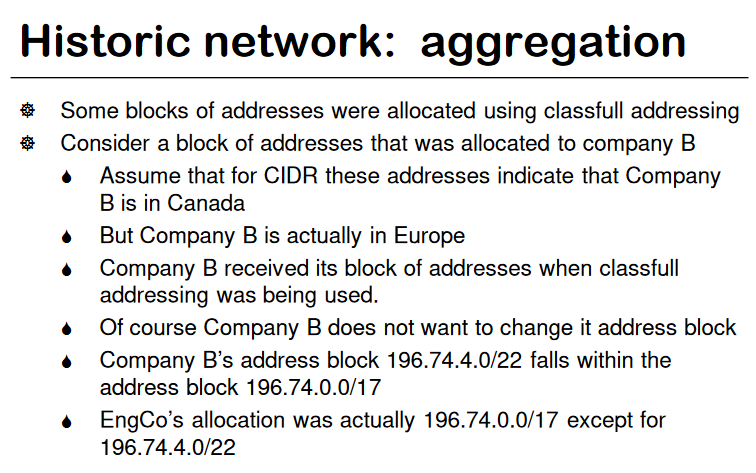 Historic network:  aggregation
Some blocks of addresses were allocated using classfull addressing
Consider a block of addresses that was allocated to company B
Assume that for CIDR these addresses indicate that Company
B is in Canada
But Company B is actually in Europe
Company B received its block of addresses when classfull
addressing was being used.
Of course Company B does not want to change it address block
Company B's address block 196.74.4.0/22 falls within the
address block 196.74.0.0/17
EngCo's allocation was actually 196.74.0.0/17 except for
196.74.4.0/22